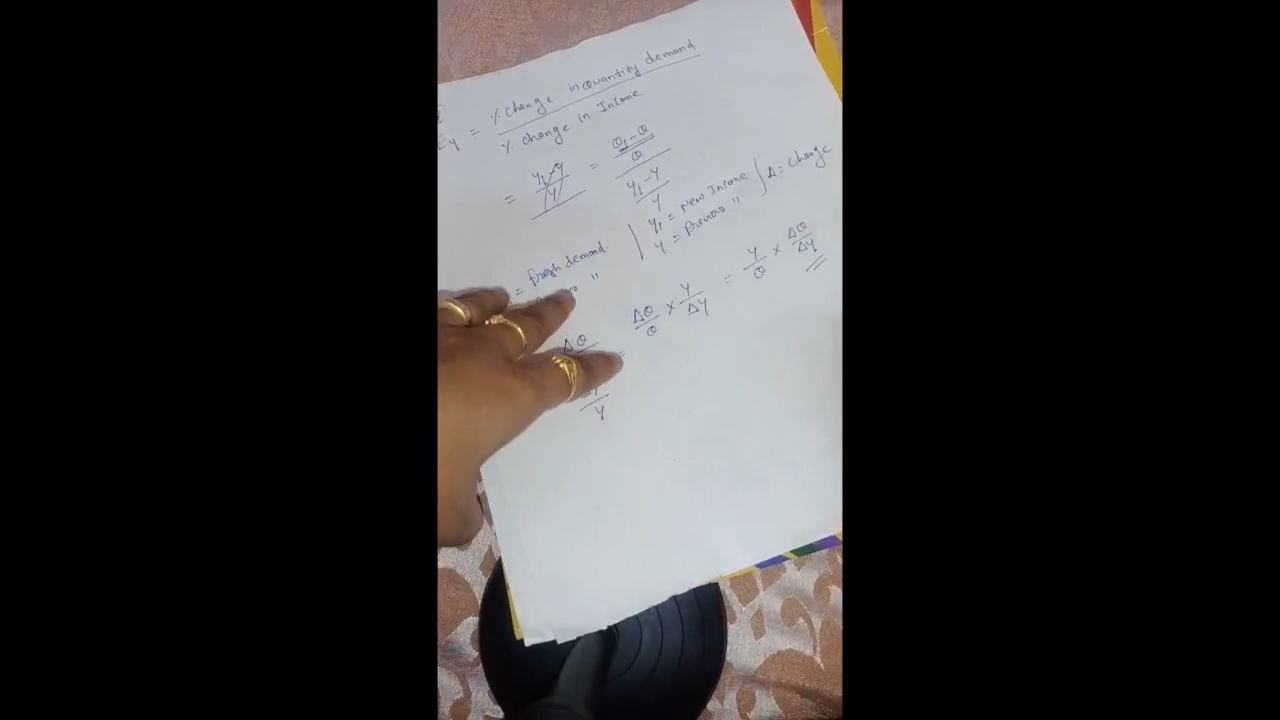 Ey = % change in Quantity demand
% change in Income
= Y1-Y / Y = Q1-Q / Q
Y1-Y / Y
= fresh demand.
"
Y1 = New Income
Y = "
Δ = Change
ΔQ
Y
= ΔQ/Q × Y/ΔY = Y/Q × ΔQ/ΔY